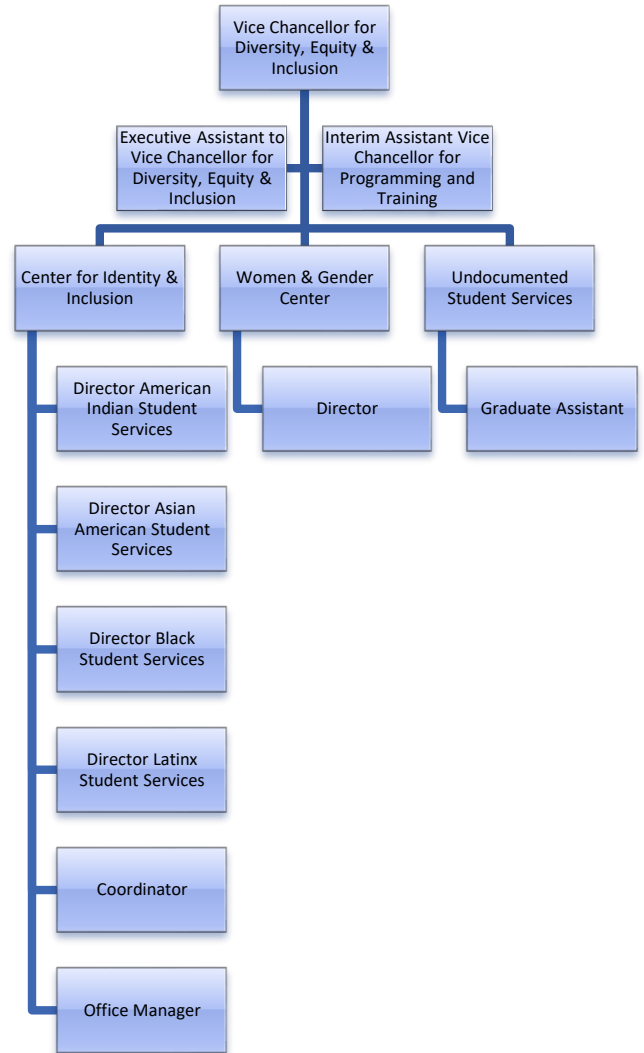 Vice Chancellor for
Diversity, Equity &
Inclusion
Executive Assistant to
Vice Chancellor for
Diversity, Equity &
Inclusion
Interim Assistant Vice
Chancellor for
Programming and
Training
Center for Identity &
Inclusion
Women & Gender
Center
Undocumented
Student Services
Director American
Indian Student
Services
Director
Graduate Assistant
Director Asian
American Student
Services
Director Black
Student Services
Director Latinx
Student Services
Coordinator
Office Manager